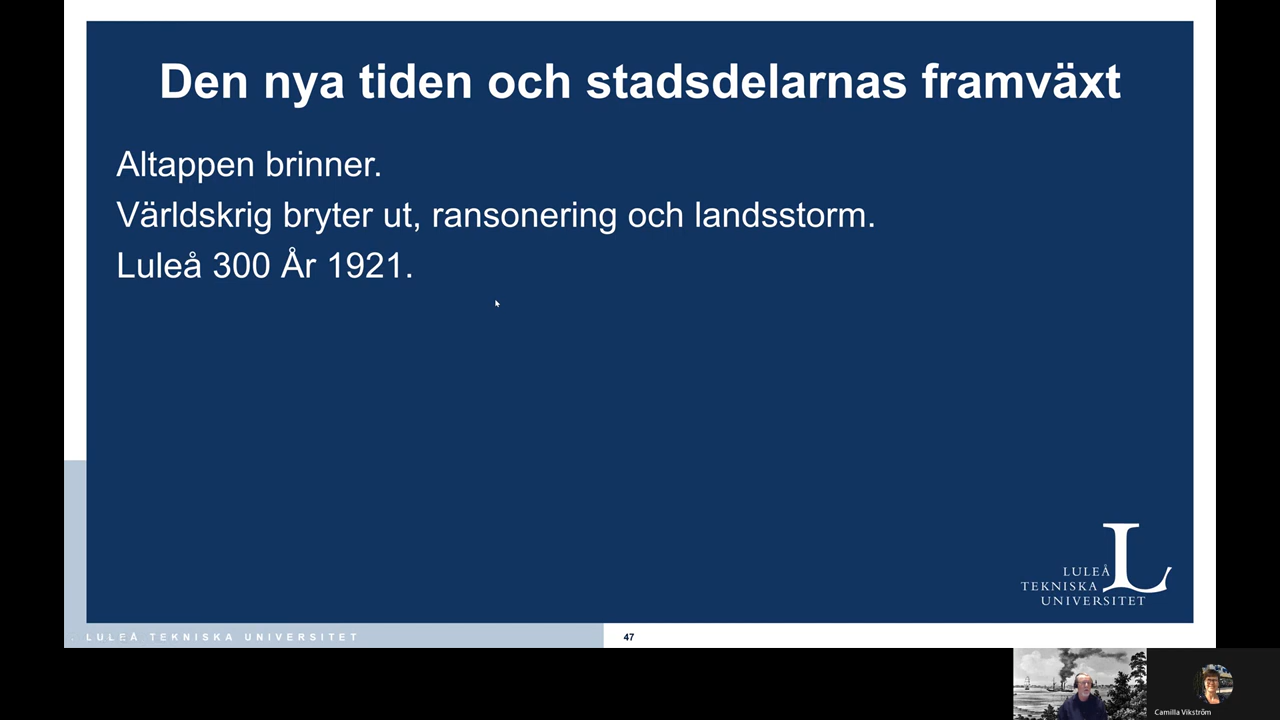 Den nya tiden och stadsdelarnas framväxt
Altappen brinner.
Världskrig bryter ut, ransonering och landsstorm.
Luleå 300 År 1921.
LULEÅ
TEKNISKA
UNIVERSITET
L
LULEÅ TEKNISKA UNIVERSITET
47
Camilla Vikström